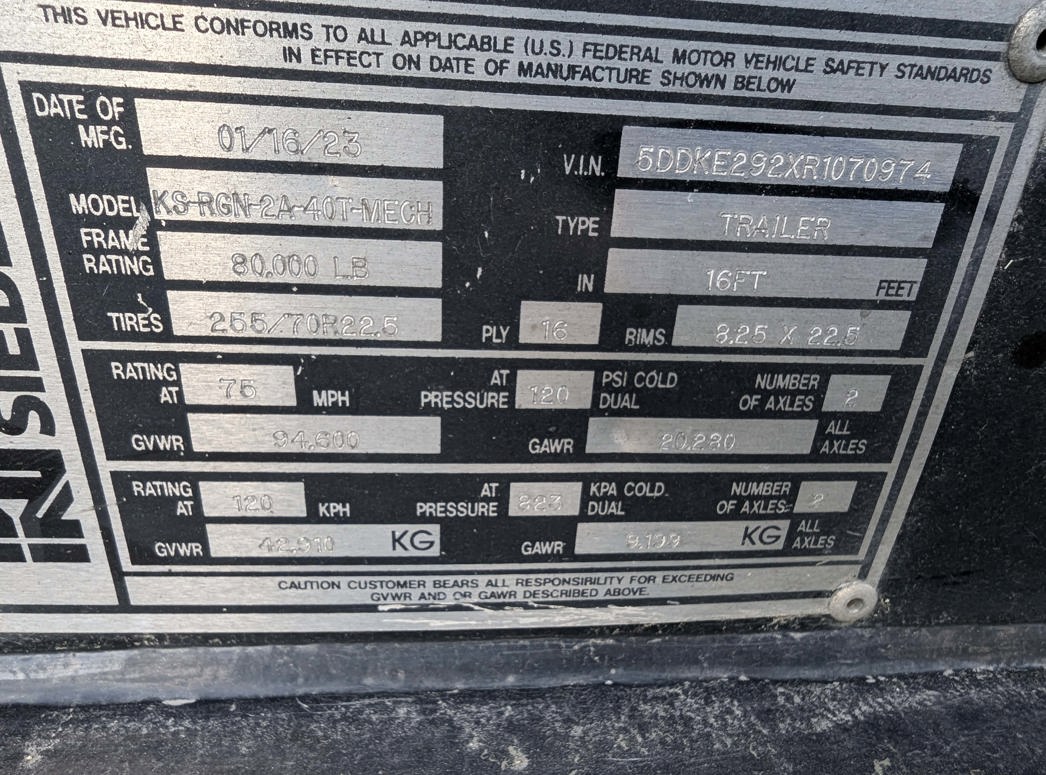 THIS VEHICLE CONFORMS TO ALL APPLICABLE (U.S.) FEDERAL MOTOR VEHICLE SAFETY STANDARDS
IN EFFECT ON DATE OF MANUFACTURE SHOWN BELOW
DATE OF MFG. 01/16/23
V.I.N. 5DDKE292XR1070974
MODEL KS-RGN-2A-40T-MECH
TYPE TRAILER
FRAME RATING 80,000 LB
IN 16FT FEET
TIRES 255/70R22.5 PLY 16 RIMS 8.25 X 22.5
RATING AT 75 MPH AT PRESSURE 120 PSI COLD DUAL NUMBER OF AXLES 2
GVWR 94,600 GAWR 20,280 ALL AXLES
RATING AT 120 KPH AT PRESSURE KPA COLD DUAL NUMBER OF AXLES 2
GVWR 42,910 KG GAWR 9,199 KG ALL AXLES
CAUTION CUSTOMER BEARS ALL RESPONSIBILITY FOR EXCEEDING
GVWR AND OR GAWR DESCRIBED ABOVE.